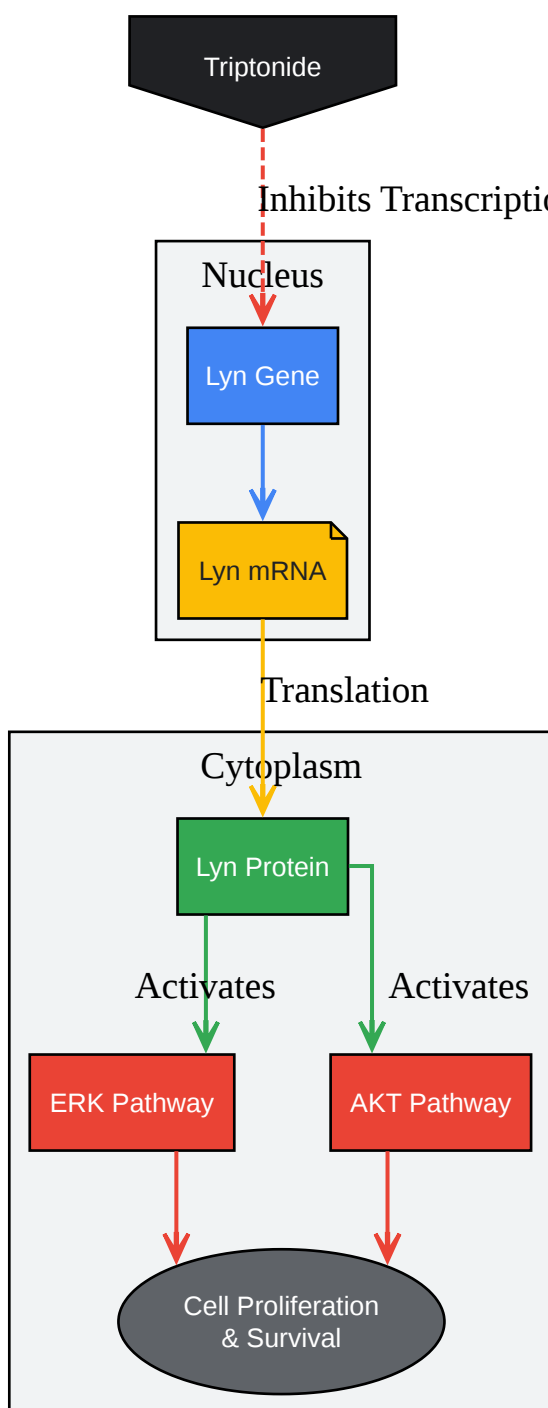 Triptonide
Inhibits Transcriptio
Nucleus
Lyn Gene
Lyn mRNA
Translation
Cytoplasm
Lyn Protein
Activates
Activates
ERK Pathway
AKT Pathway
Cell Proliferation
& Survival